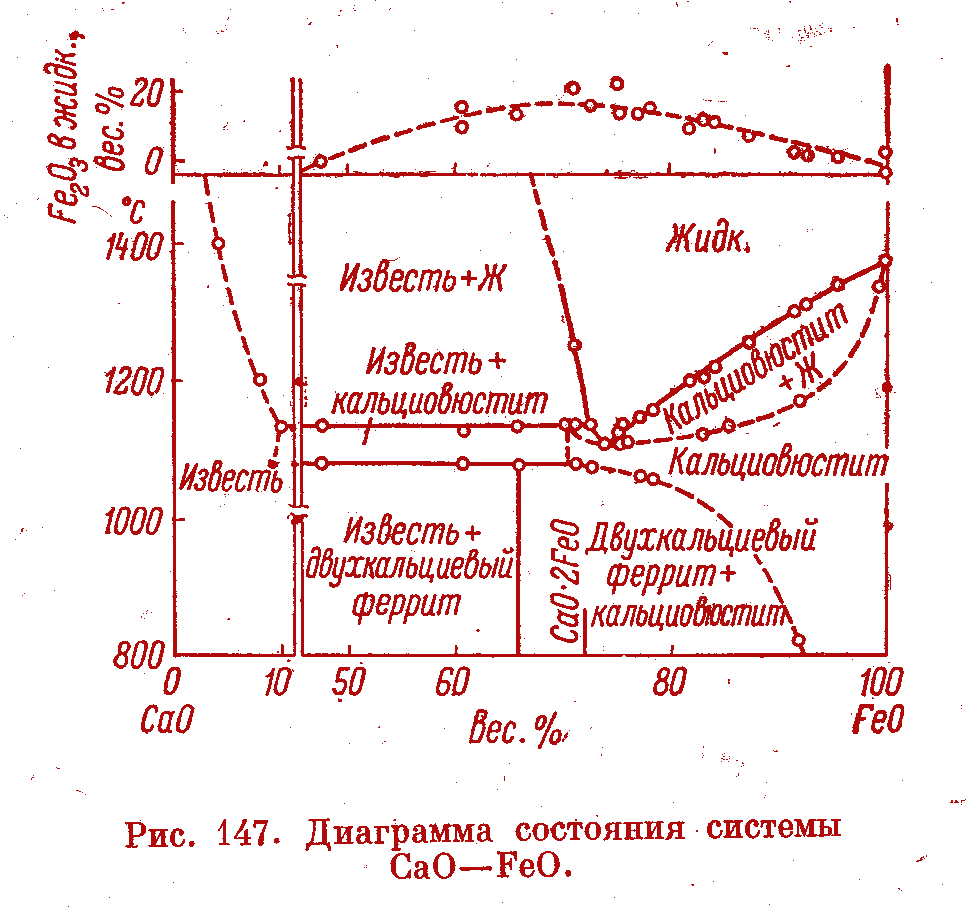 Fe₂O₃ в жидк.,
вес. %
20
0
°C
1400
1200
1000
800
Жидк.
Известь + Ж
Известь +
кальциовюстит
Кальциовюстит
+ Ж
Известь
Кальциовюстит
Известь +
двухкальциевый
феррит
CaO·2FeO
Двухкальциевый
феррит +
кальциовюстит
0 10 50 60 80 100
CaO Вес. % FeO
Рис. 147. Диаграмма состояния системы
CaO—FeO.